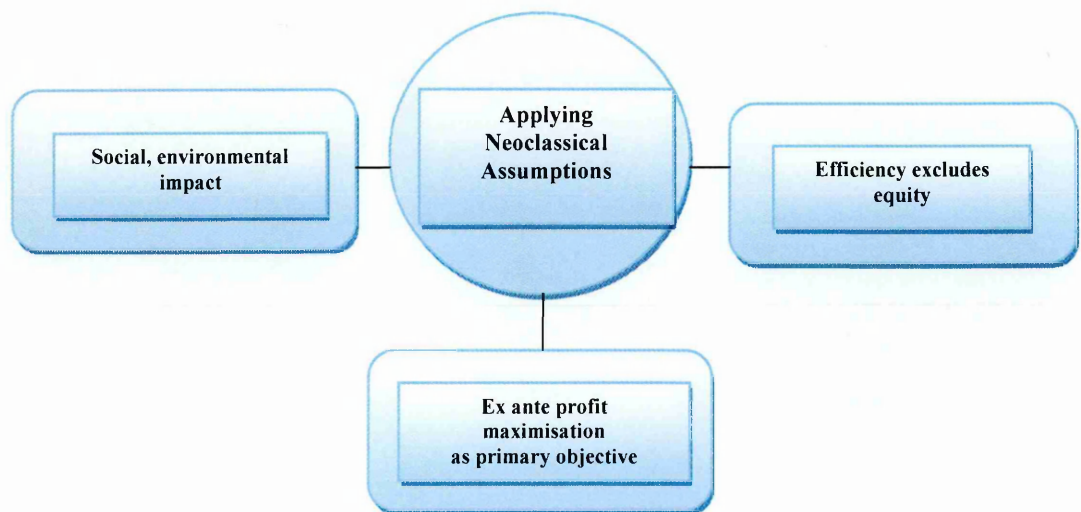 Applying
Neoclassical
Assumptions
Social, environmental
impact
Efficiency excludes
equity
Ex ante profit
maximisation
as primary objective